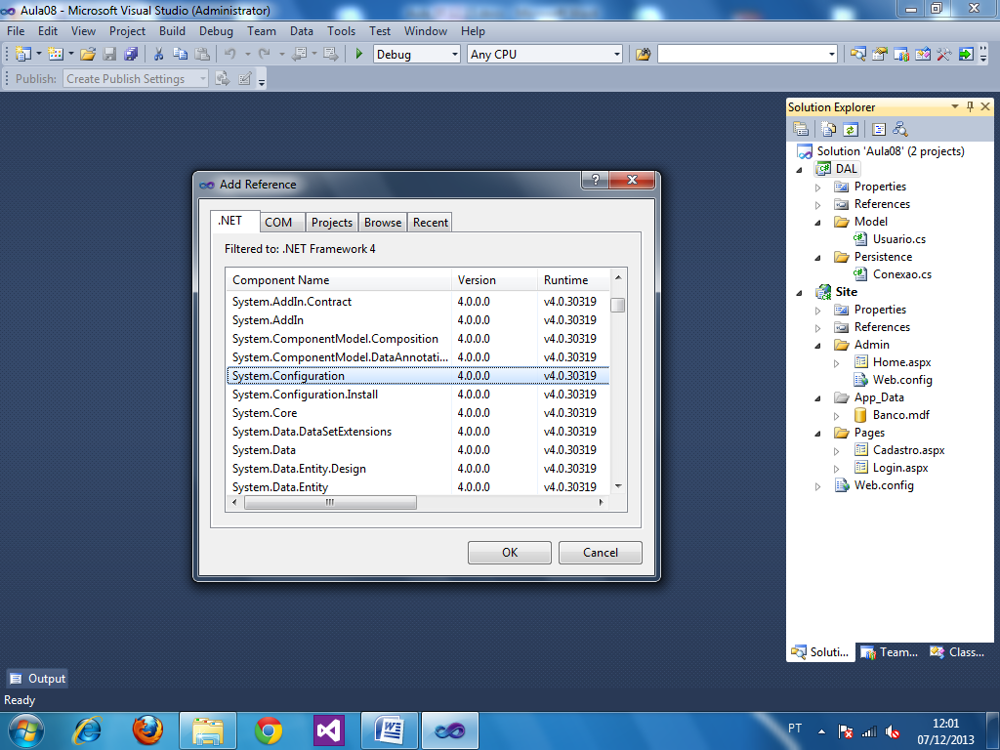 Aula08 - Microsoft Visual Studio (Administrator)
File Edit View Project Build Debug Team Data Tools Test Window Help
Debug Any CPU
Publish: Create Publish Settings
Solution Explorer
Solution 'Aula08' (2 projects)
DAL
Properties
References
Model
Usuario.cs
Persistence
Conexao.cs
Site
Properties
References
Admin
Home.aspx
Web.config
App_Data
Banco.mdf
Pages
Cadastro.aspx
Login.aspx
Web.config
Soluti... Team... Class...
Add Reference
.NET COM Projects Browse Recent
Filtered to: .NET Framework 4
Component Name Version Runtime
System.AddIn.Contract 4.0.0.0 v4.0.30319
System.AddIn 4.0.0.0 v4.0.30319
System.ComponentModel.Composition 4.0.0.0 v4.0.30319
System.ComponentModel.DataAnnotati... 4.0.0.0 v4.0.30319
System.Configuration 4.0.0.0 v4.0.30319
System.Configuration.Install 4.0.0.0 v4.0.30319
System.Core 4.0.0.0 v4.0.30319
System.Data.DataSetExtensions 4.0.0.0 v4.0.30319
System.Data 4.0.0.0 v4.0.30319
System.Data.Entity.Design 4.0.0.0 v4.0.30319
System.Data.Entity 4.0.0.0 v4.0.30319
OK Cancel
Output
Ready
PT
12:01
07/12/2013